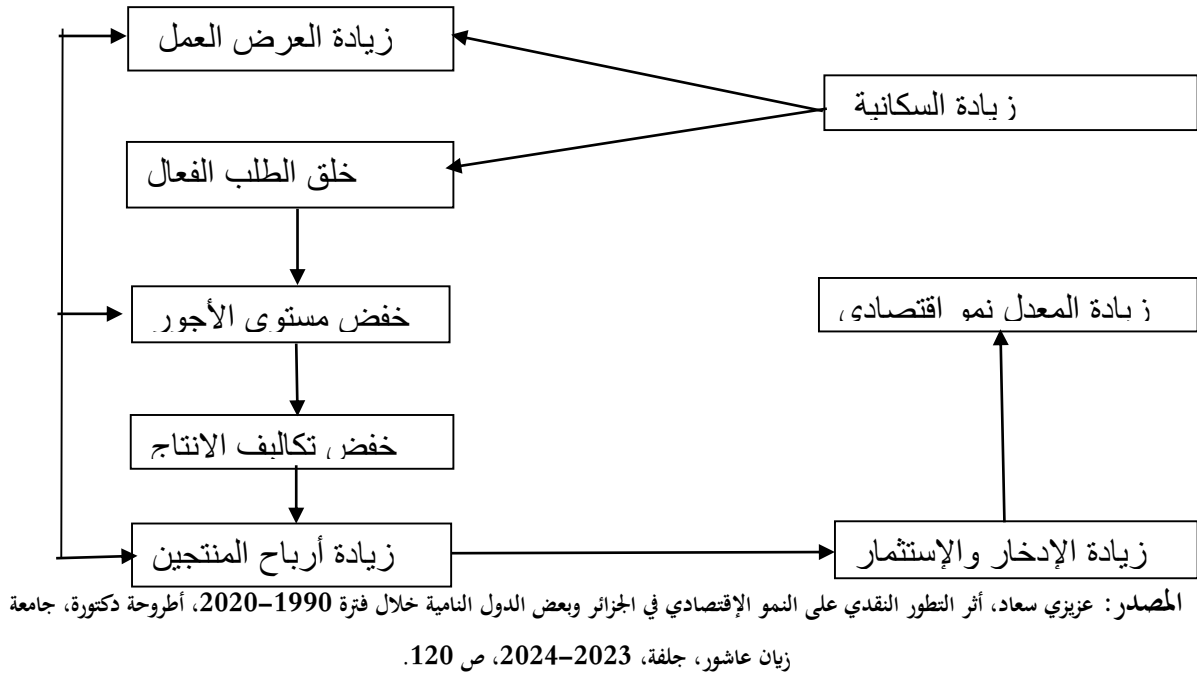 زيادة العرض العمل
زيادة السكانية
خلق الطلب الفعال
خفض مستوى الأجور
زيادة المعدل نمو اقتصادي
خفض تكاليف الانتاج
زيادة أرباح المنتجين
زيادة الإدخار والإستثمار
المصدر: عزيزي سعاد، أثر التطور النقدي على النمو الإقتصادي في الجزائر وبعض الدول النامية خلال فترة 1990–2020، أطروحة دكتورة، جامعة
زيان عاشور، جلفة، 2023–2024، ص 120.